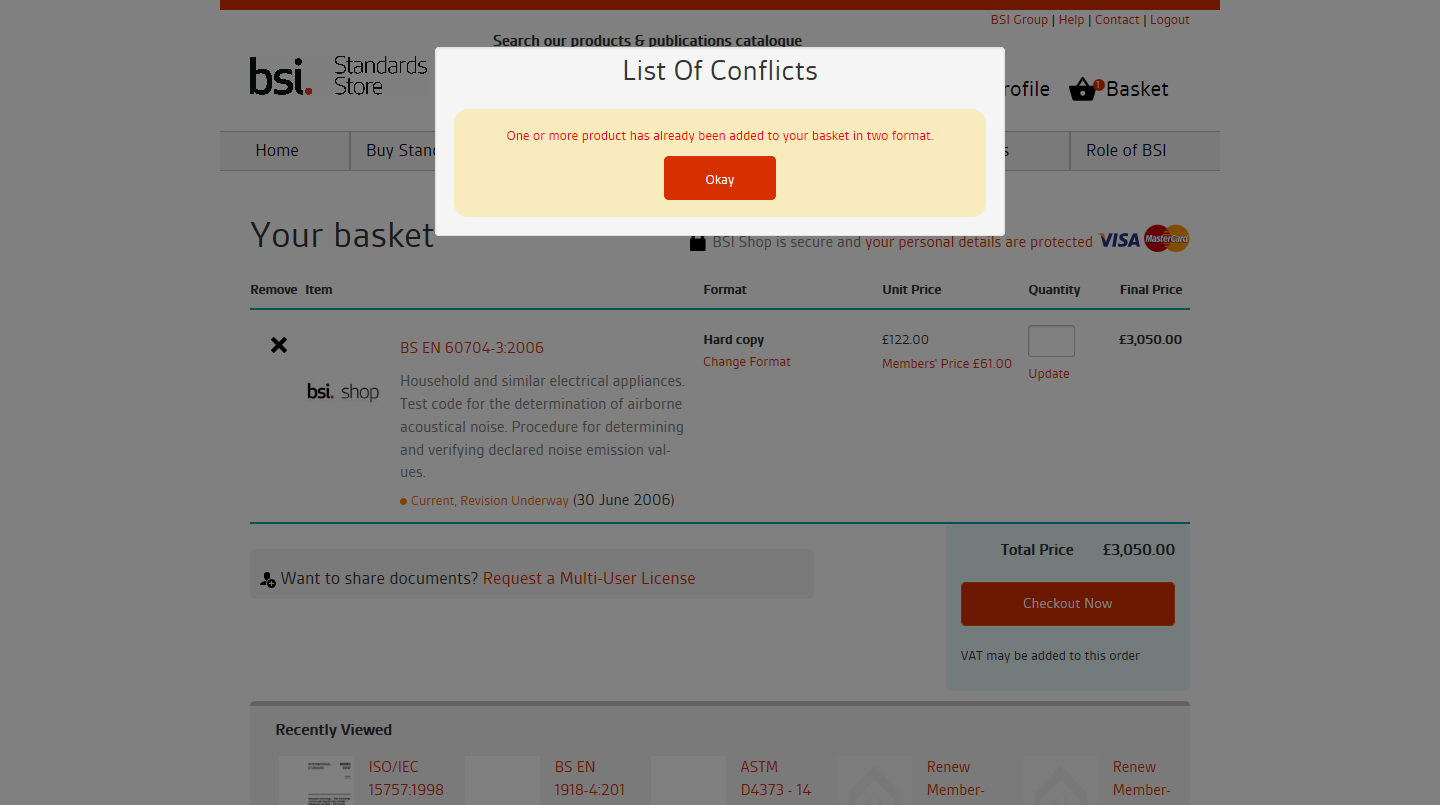 BSI Group | Help | Contact | Logout
Search our products & publications catalogue
List Of Conflicts
bsi. Standards
Store
rofile
1
Basket
One or more product has already been added to your basket in two format.
Okay
Home
Buy Stan
s
Role of BSI
Your basket
BSI Shop is secure and your personal details are protected VISA MasterCard
Remove Item Format Unit Price Quantity Final Price
BS EN 60704-3:2006 Hard copy £122.00 £3,050.00
Change Format Members' Price £61.00
Update
bsi. shop
Household and similar electrical appliances.
Test code for the determination of airborne
acoustical noise. Procedure for determining
and verifying declared noise emission val-
ues.
Current, Revision Underway (30 June 2006)
Total Price £3,050.00
Want to share documents? Request a Multi-User License
Checkout Now
VAT may be added to this order
Recently Viewed
ISO/IEC
15757:1998
BS EN
1918-4:201
ASTM
D4373 - 14
Renew
Member-
Renew
Member-